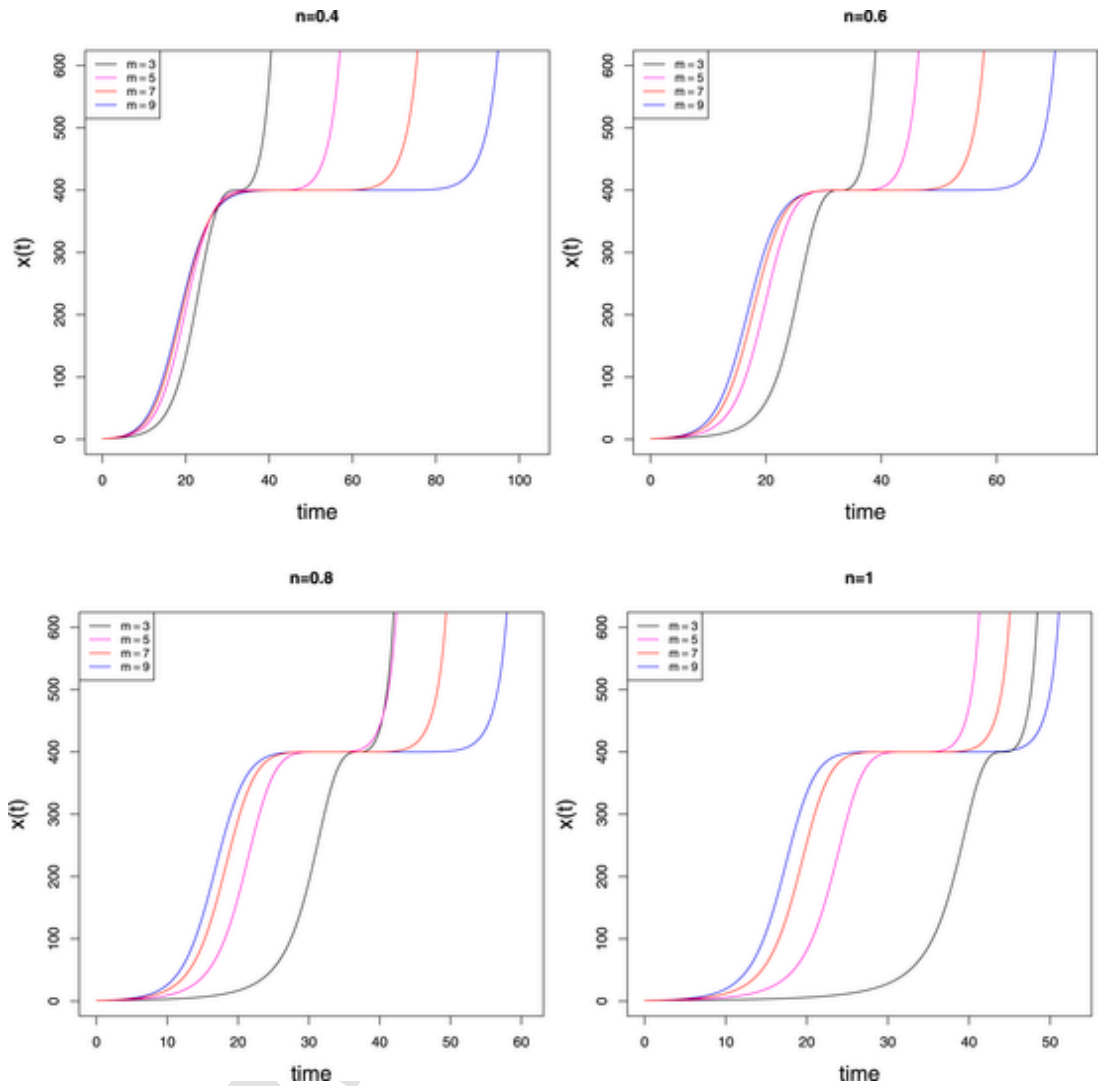 n=0.4
m = 3
m = 5
m = 7
m = 9
600
500
400
300
200
100
0
x(t)
0 20 40 60 80 100
time
n=0.6
m = 3
m = 5
m = 7
m = 9
600
500
400
300
200
100
0
x(t)
0 20 40 60
time
n=0.8
m = 3
m = 5
m = 7
m = 9
600
500
400
300
200
100
0
x(t)
0 10 20 30 40 50 60
time
n=1
m = 3
m = 5
m = 7
m = 9
600
500
400
300
200
100
0
x(t)
0 10 20 30 40 50
time